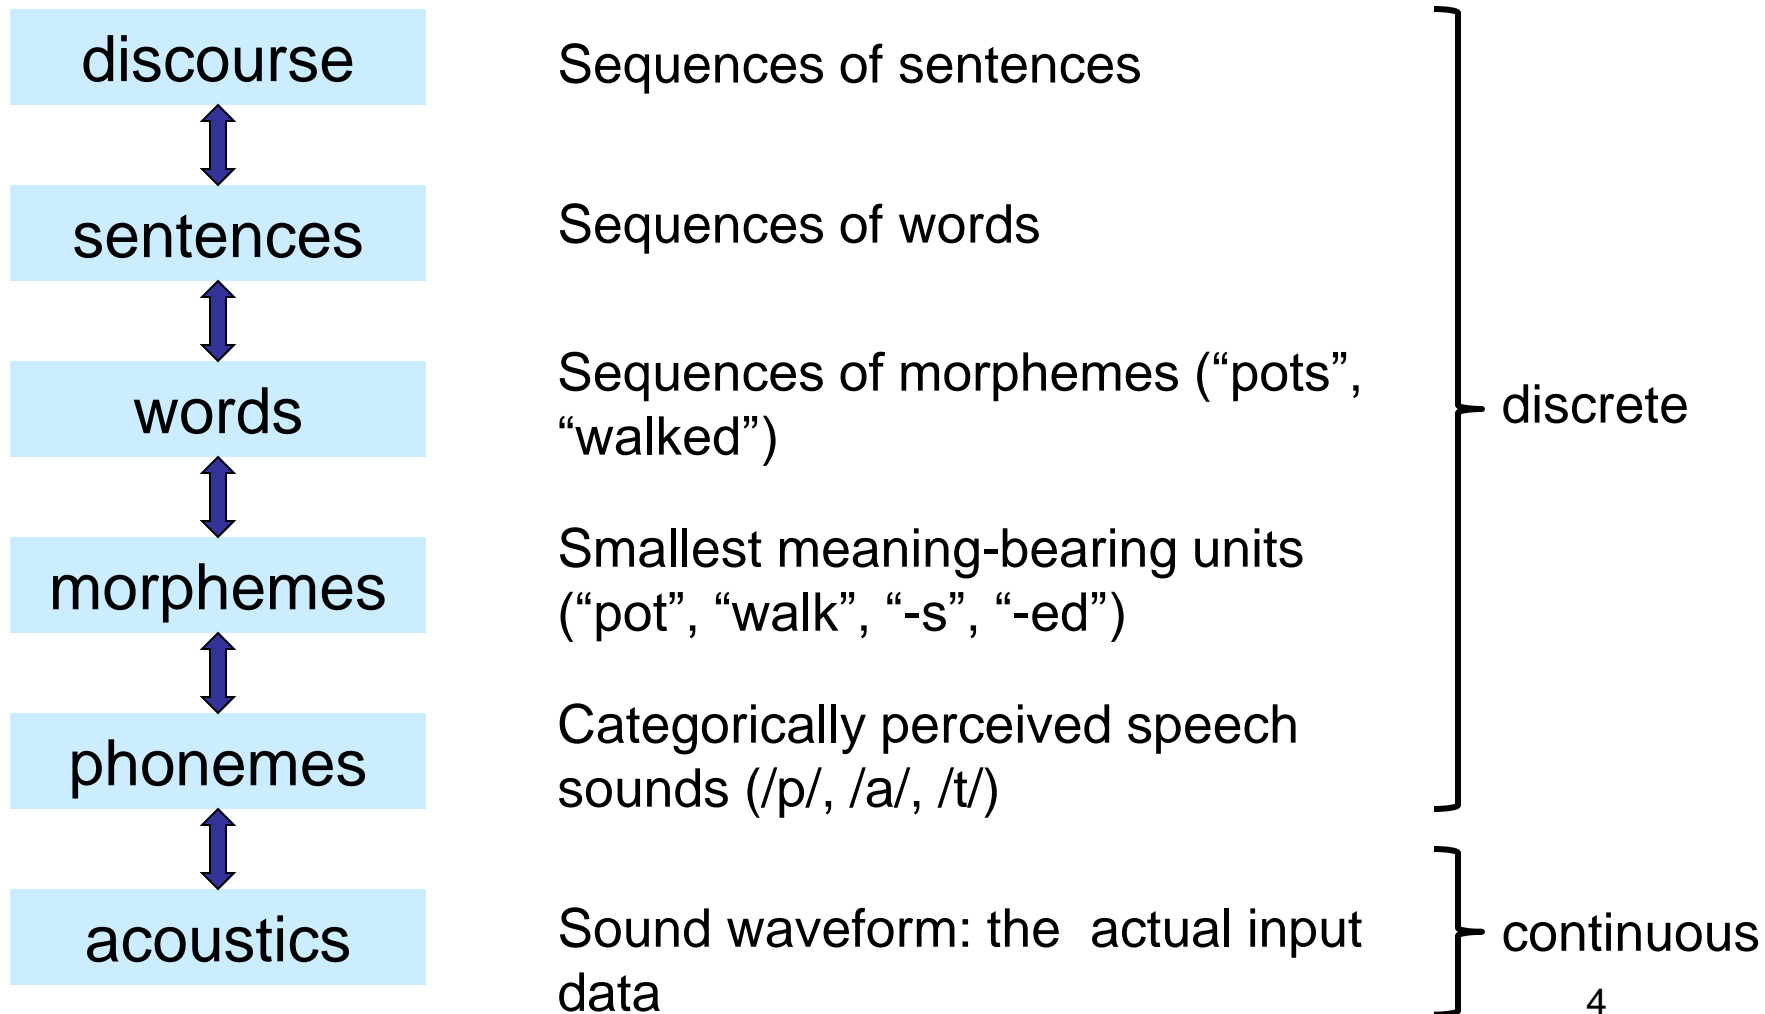 discourse
Sequences of sentences
sentences
Sequences of words
words
Sequences of morphemes (“pots”,
“walked”)
discrete
morphemes
Smallest meaning-bearing units
(“pot”, “walk”, “-s”, “-ed”)
phonemes
Categorically perceived speech
sounds (/p/, /a/, /t/)
acoustics
Sound waveform: the  actual input
data
continuous
4